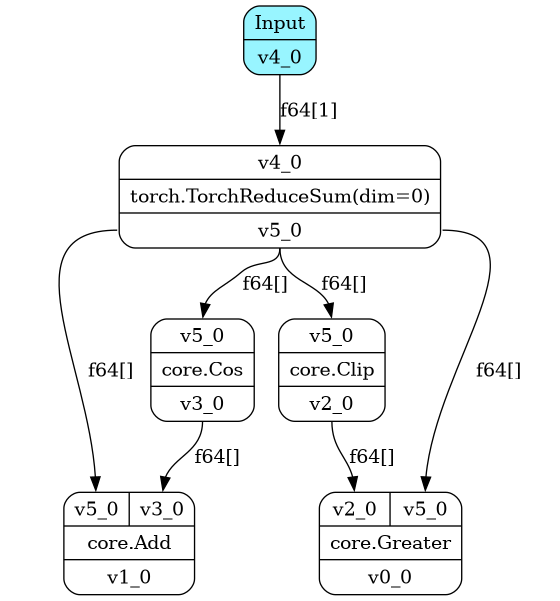 Input
v4_0
f64[1]
v4_0
torch.TorchReduceSum(dim=0)
v5_0
f64[]
f64[]
v5_0
core.Cos
v3_0
v5_0
core.Clip
v2_0
f64[]
f64[]
f64[]
f64[]
v5_0
v3_0
core.Add
v1_0
v2_0
v5_0
core.Greater
v0_0